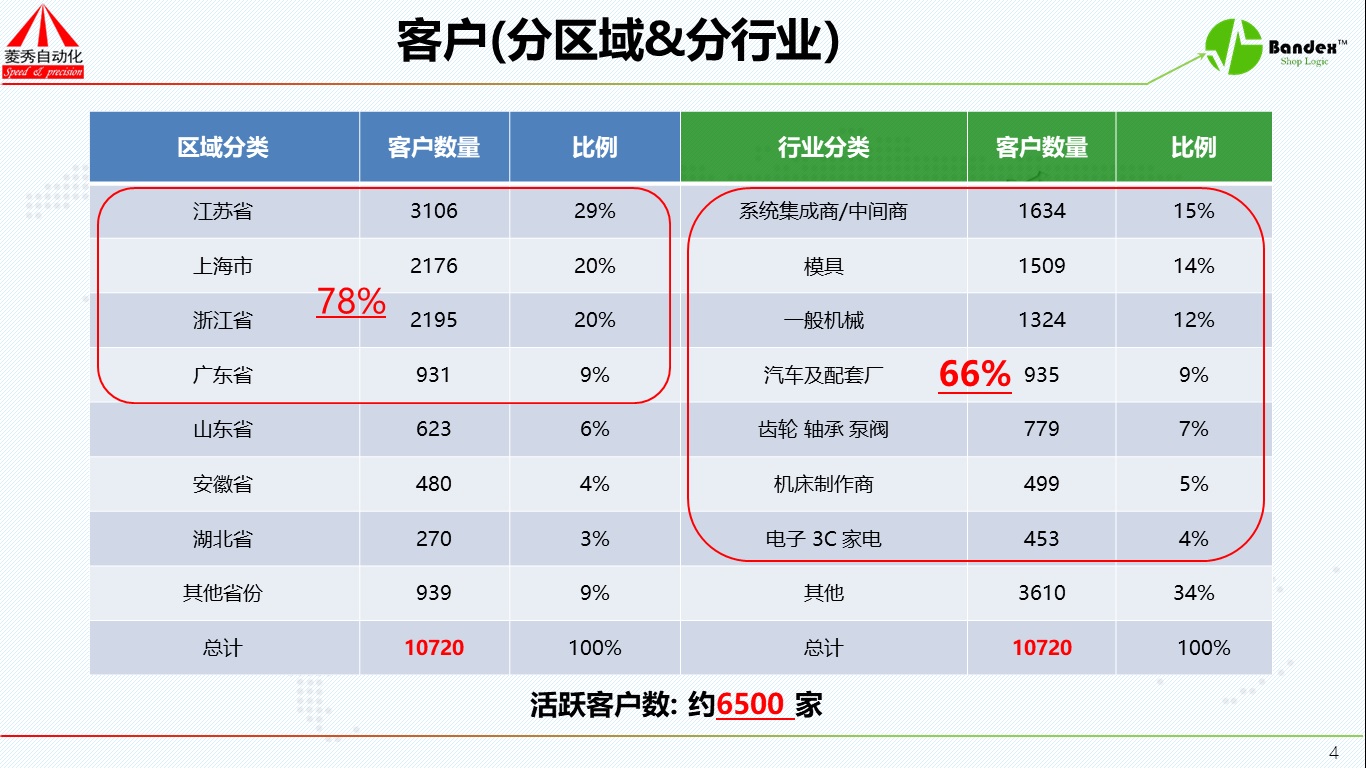 客户(分区域&分行业)
菱秀自动化
Speed & precision
Bandex™
Shop Logic
区域分类 客户数量 比例 行业分类 客户数量 比例
江苏省 3106 29% 系统集成商/中间商 1634 15%
上海市 2176 20% 模具 1509 14%
78%
浙江省 2195 20% 一般机械 1324 12%
广东省 931 9% 汽车及配套厂 66% 935 9%
山东省 623 6% 齿轮 轴承 泵阀 779 7%
安徽省 480 4% 机床制作商 499 5%
湖北省 270 3% 电子 3C 家电 453 4%
其他省份 939 9% 其他 3610 34%
总计 10720 100% 总计 10720 100%
活跃客户数: 约6500 家
4